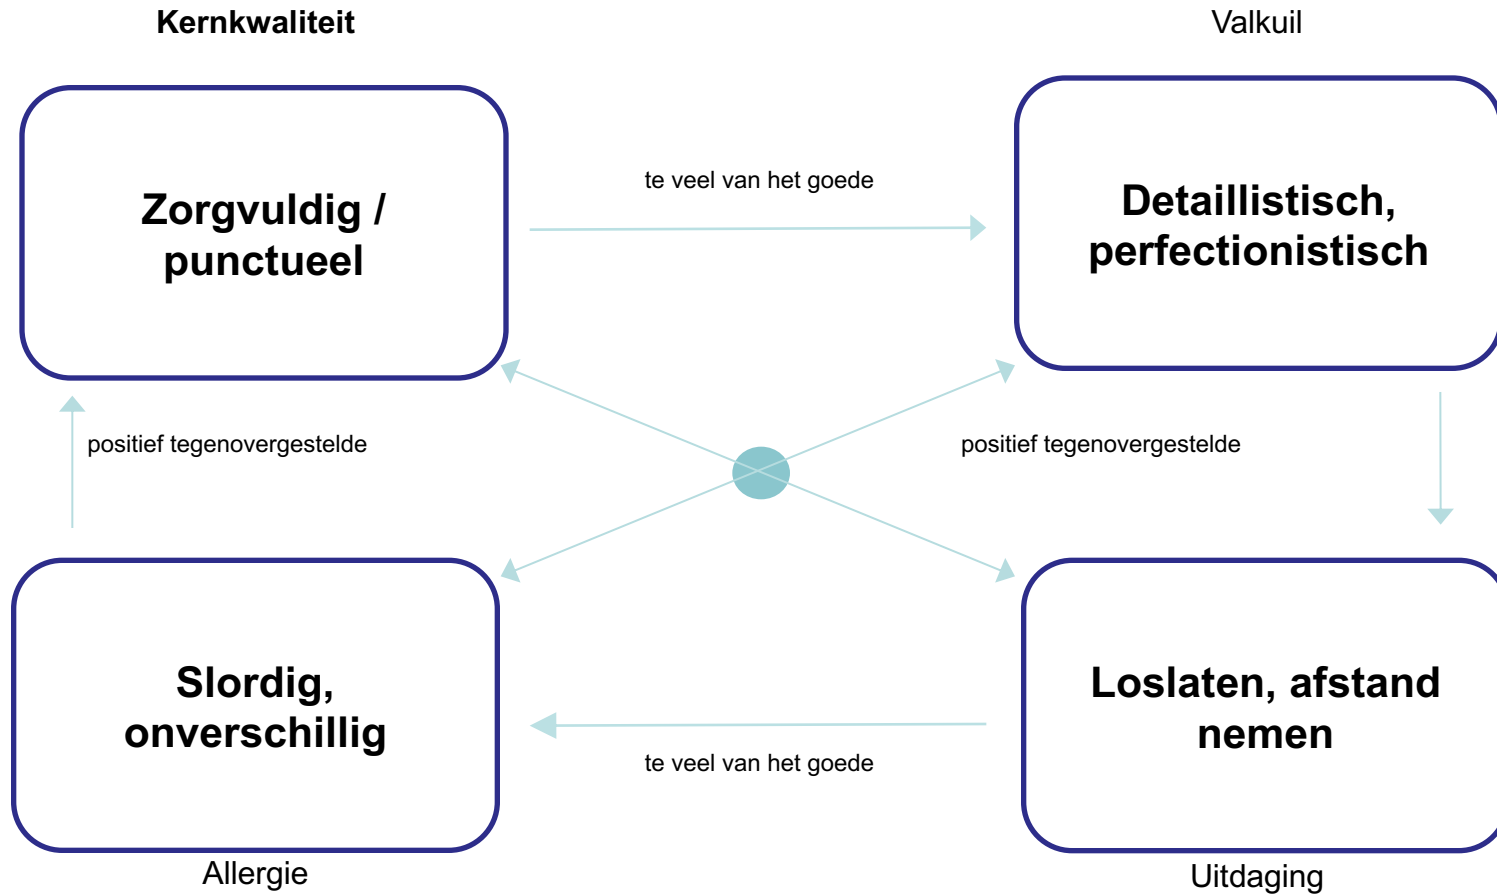 Kernkwaliteit
Valkuil
Zorgvuldig /
punctueel
te veel van het goede
Detaillistisch,
perfectionistisch
positief tegenovergestelde
positief tegenovergestelde
Slordig,
onverschillig
te veel van het goede
Loslaten, afstand
nemen
Allergie
Uitdaging